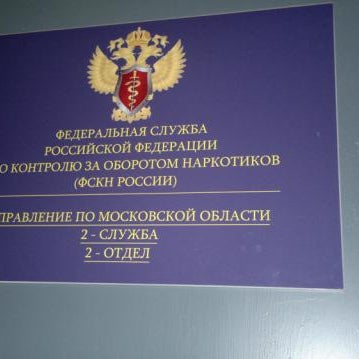 ФЕДЕРАЛЬНАЯ СЛУЖБА
РОССИЙСКОЙ ФЕДЕРАЦИИ
О КОНТРОЛЮ ЗА ОБОРОТОМ НАРКОТИКОВ
(ФСКН РОССИИ)
ПРАВЛЕНИЕ ПО МОСКОВСКОЙ ОБЛАСТИ
2 - СЛУЖБА
2 - ОТДЕЛ